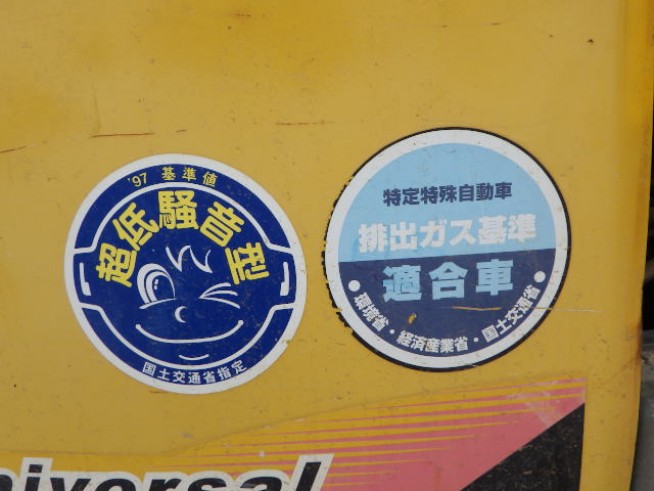 '97 基準値
超低騒音型
国土交通省指定
特定特殊自動車
排出ガス基準
適合車
・環境省・経済産業省・国土交通省・